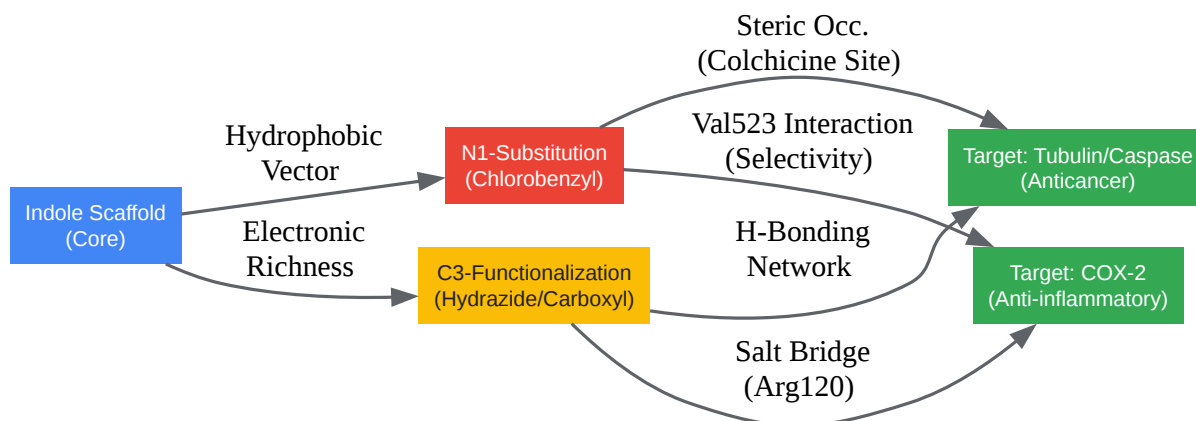 Steric Occ.
(Colchicine Site)
Hydrophobic
Vector
N1-Substitution
(Chlorobenzyl)
Val523 Interaction
(Selectivity)
Target: Tubulin/Caspase
(Anticancer)
Indole Scaffold
(Core)
Electronic
Richness
C3-Functionalization
(Hydrazide/Carboxyl)
H-Bonding
Network
Target: COX-2
(Anti-inflammatory)
Salt Bridge
(Arg120)